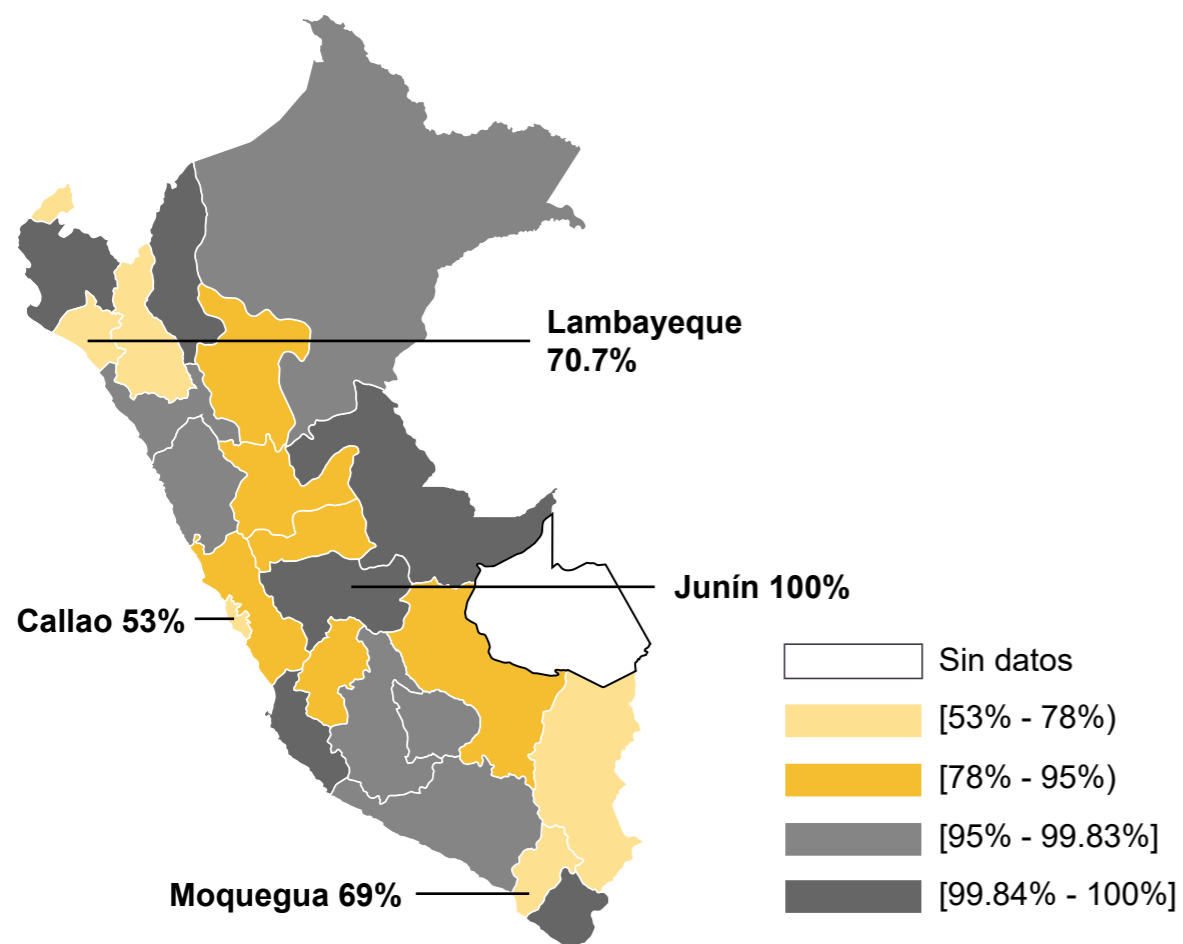 Lambayeque
70.7%
Junín 100%
Callao 53%
Sin datos
[53% - 78%)
[78% - 95%)
[95% - 99.83%]
Moquegua 69%
[99.84% - 100%]